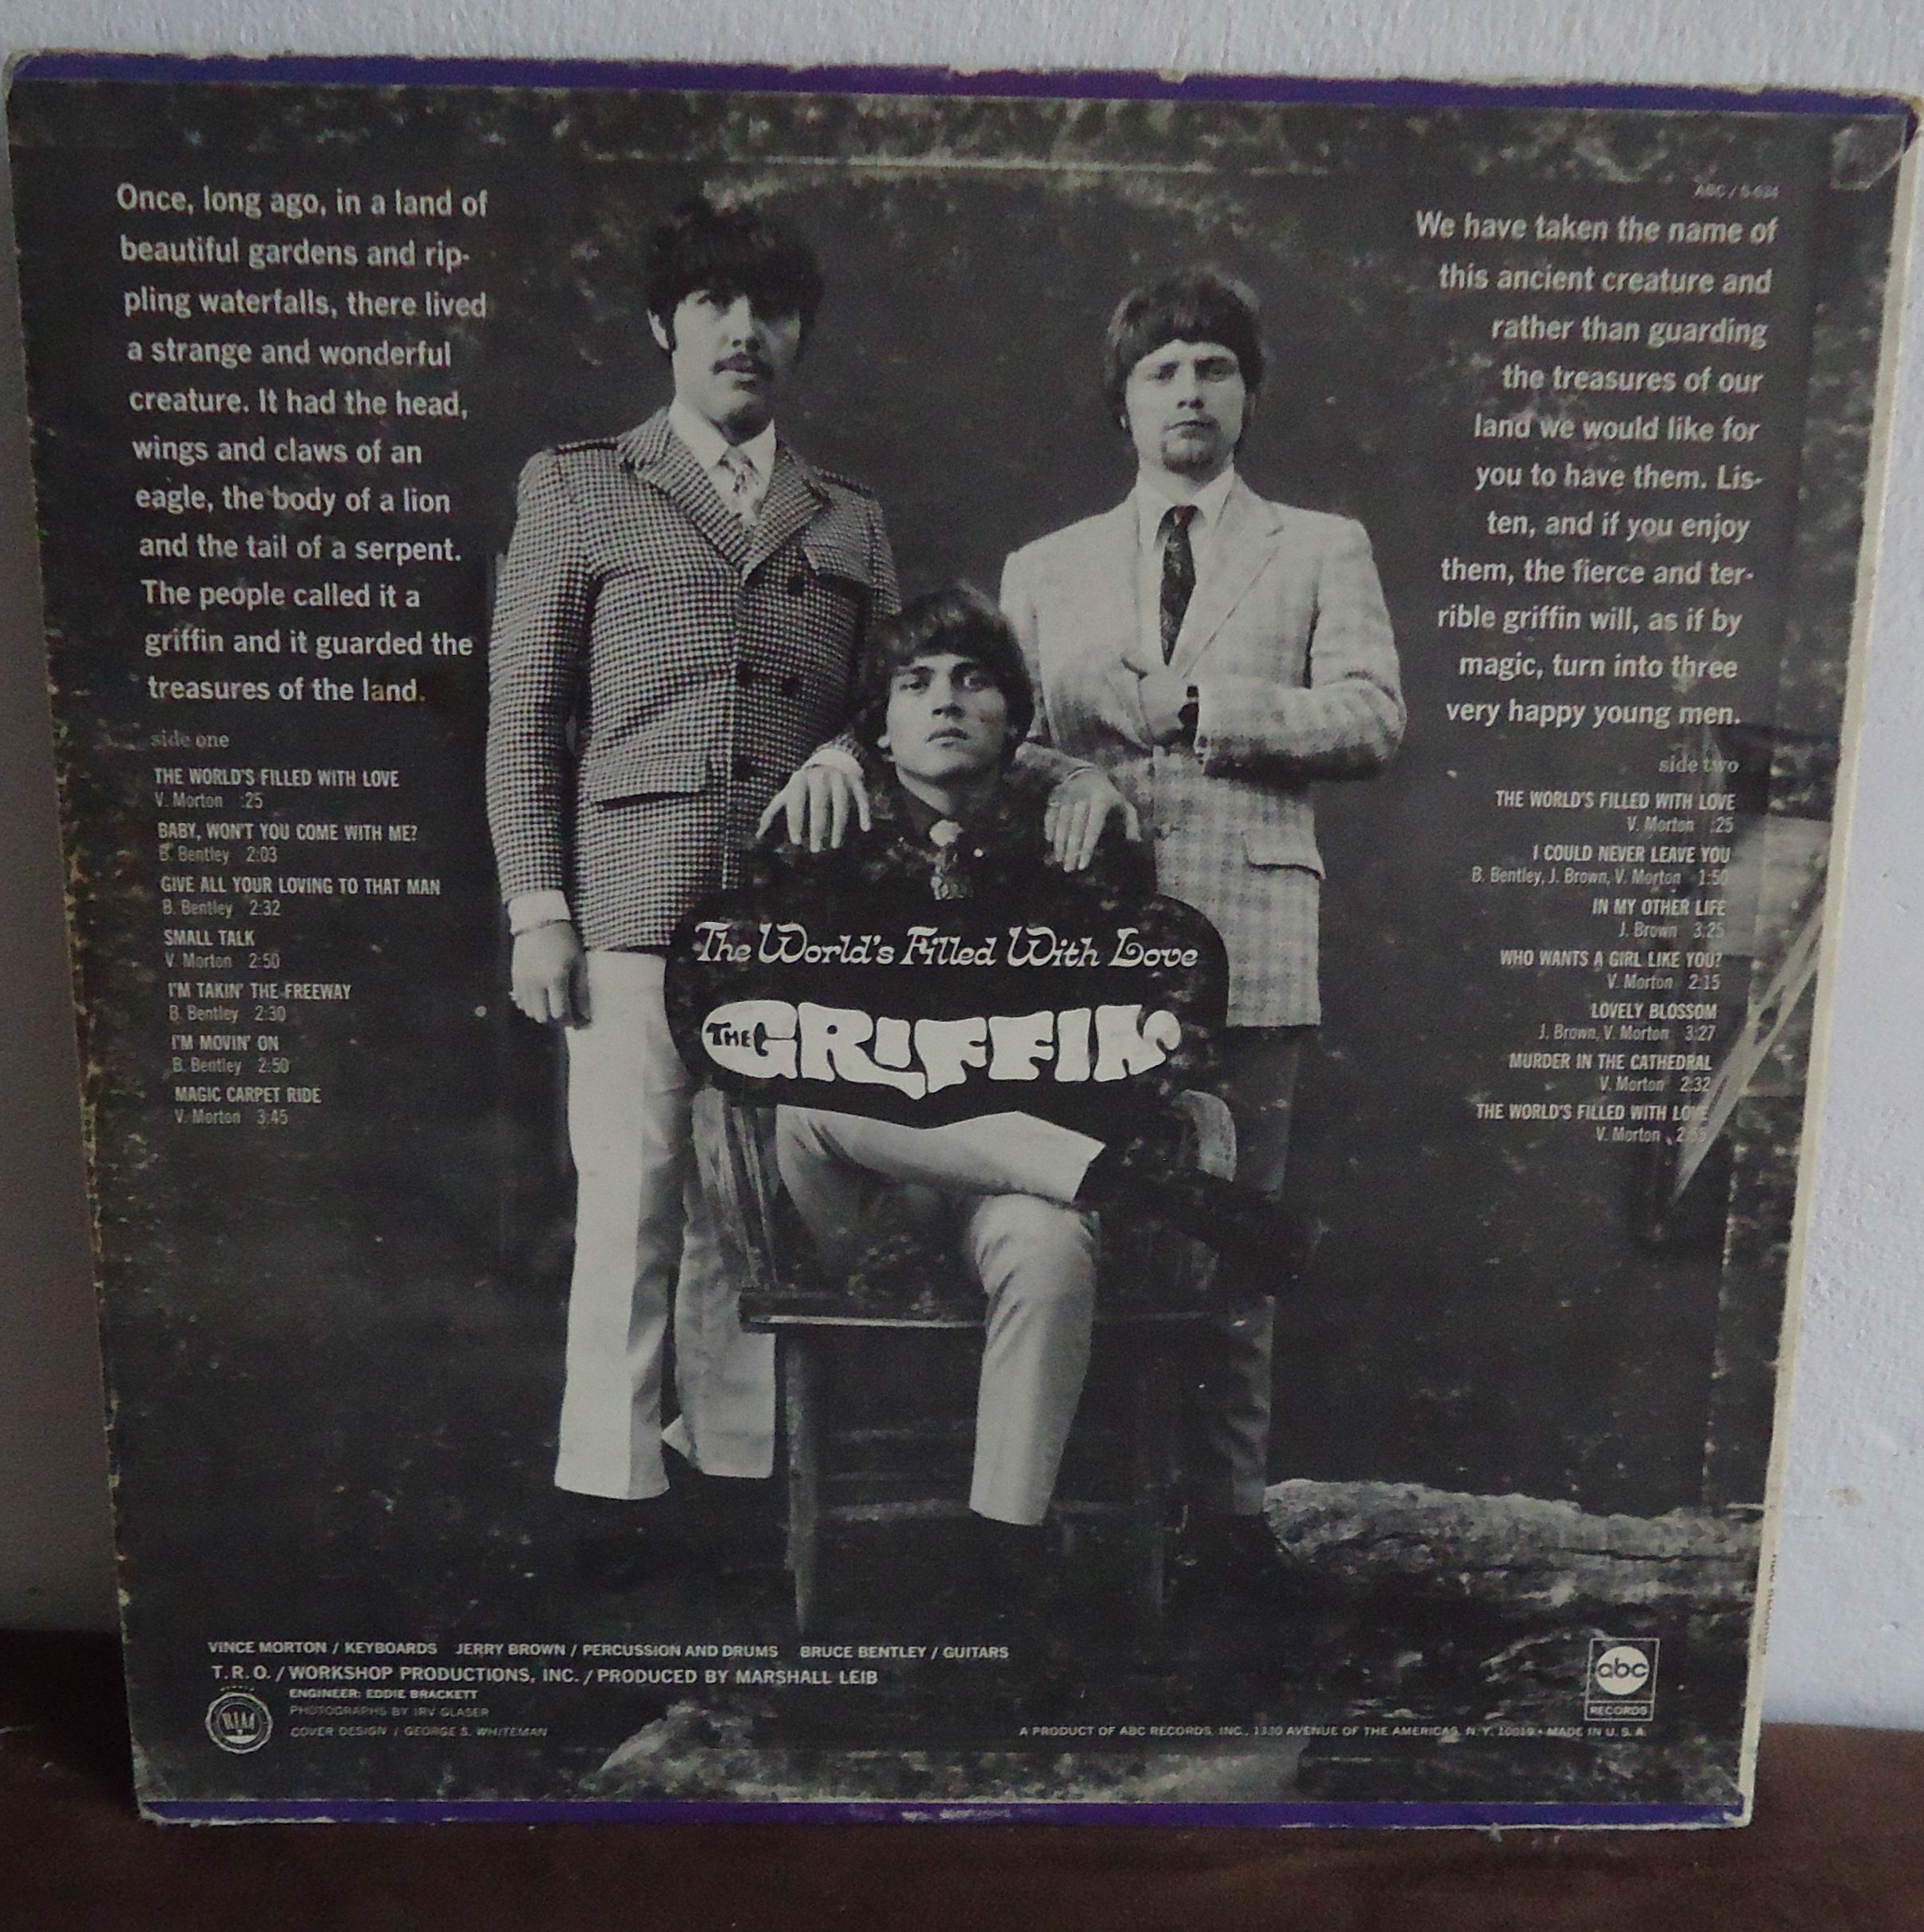 Once, long ago, in a land of
beautiful gardens and rip-
pling waterfalls, there lived
a strange and wonderful
creature. It had the head,
wings and claws of an
eagle, the body of a lion
and the tail of a serpent.
The people called it a
griffin and it guarded the
treasures of the land.
side one
THE WORLD'S FILLED WITH LOVE
V. Morton :25
BABY, WON'T YOU COME WITH ME?
B. Bentley 2:03
GIVE ALL YOUR LOVING TO THAT MAN
B. Bentley 2:32
SMALL TALK
V. Morton 2:50
I'M TAKIN' THE FREEWAY
B. Bentley 2:30
I'M MOVIN' ON
B. Bentley 2:50
MAGIC CARPET RIDE
V. Morton 3:45
The World's Filled With Love
THE GRIFFIN
ABC / S-624
We have taken the name of
this ancient creature and
rather than guarding
the treasures of our
land we would like for
you to have them. Lis-
ten, and if you enjoy
them, the fierce and ter-
rible griffin will, as if by
magic, turn into three
very happy young men.
side two
THE WORLD'S FILLED WITH LOVE
V. Morton :25
I COULD NEVER LEAVE YOU
B. Bentley, J. Brown, V. Morton 1:50
IN MY OTHER LIFE
J. Brown 3:25
WHO WANTS A GIRL LIKE YOU?
V. Morton 2:15
LOVELY BLOSSOM
J. Brown, V. Morton 3:27
MURDER IN THE CATHEDRAL
V. Morton 2:32
THE WORLD'S FILLED WITH LOVE
V. Morton
VINCE MORTON / KEYBOARDS JERRY BROWN / PERCUSSION AND DRUMS BRUCE BENTLEY / GUITARS
T.R.O. / WORKSHOP PRODUCTIONS, INC. / PRODUCED BY MARSHALL LEIB
ENGINEER: EDDIE BRACKETT
PHOTOGRAPHS BY IRV GLASER
COVER DESIGN / GEORGE S. WHITEMAN
RIAA
abc
RECORDS
A PRODUCT OF ABC RECORDS, INC., 1330 AVENUE OF THE AMERICAS, N.Y. 10019 • MADE IN U.S.A.